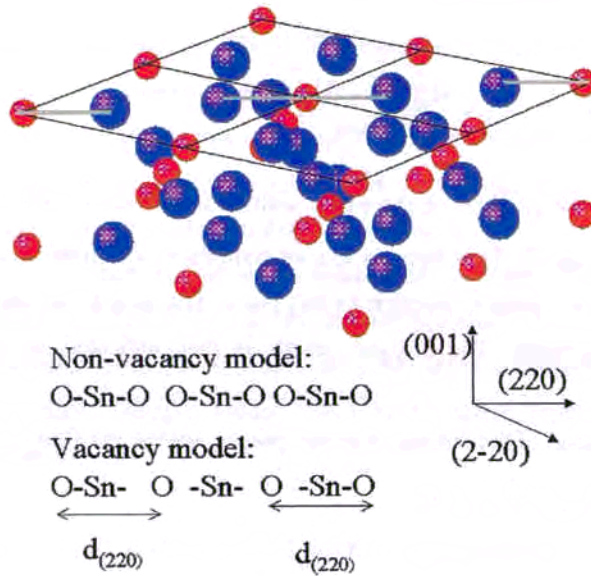 Non-vacancy model:
O-Sn-O O-Sn-O O-Sn-O
Vacancy model:
O-Sn- O -Sn- O -Sn-O
d(220) d(220)
(001)
(220)
(2-20)